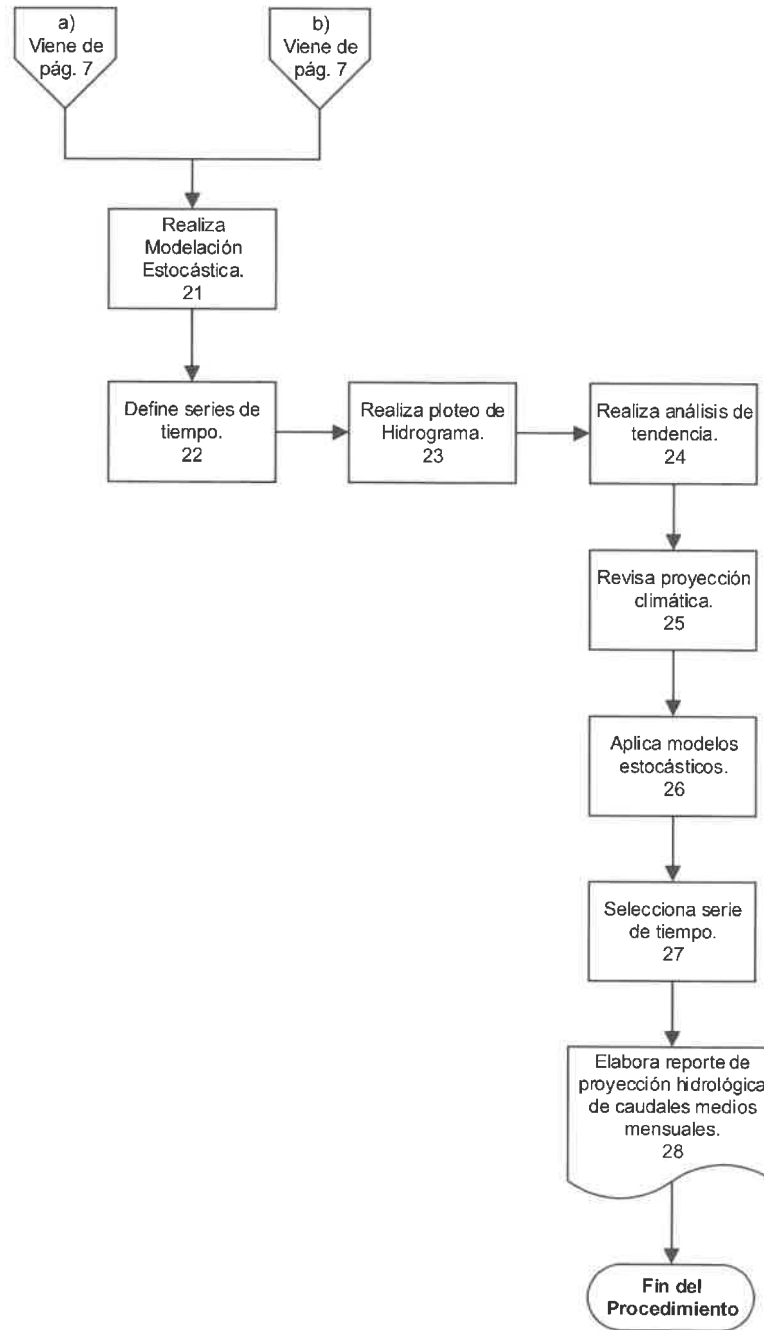 a)
Viene de
pág. 7
b)
Viene de
pág. 7
Realiza
Modelación
Estocástica.
21
Define series de
tiempo.
22
Realiza ploteo de
Hidrograma.
23
Realiza análisis de
tendencia.
24
Revisa proyección
climática.
25
Aplica modelos
estocásticos.
26
Selecciona serie
de tiempo.
27
Elabora reporte de
proyección hidrológica
de caudales medios
mensuales.
28
Fin del
Procedimiento